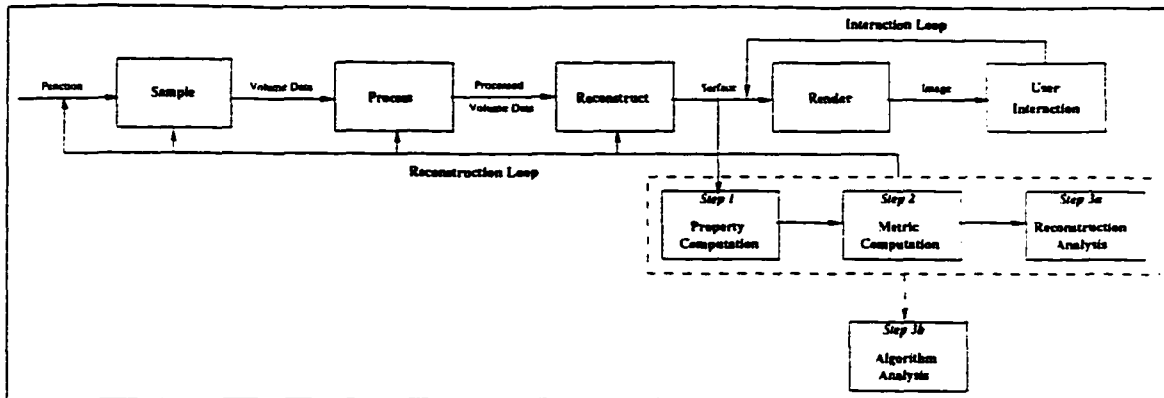 Interaction Loop
Function
Sample
Volume Data
Process
Processed
Volume Data
Reconstruct
Surface
Render
Image
User
Interaction
Reconstruction Loop
Step 1
Property
Computation
Step 2
Metric
Computation
Step 3a
Reconstruction
Analysis
Step 3b
Algorithm
Analysis